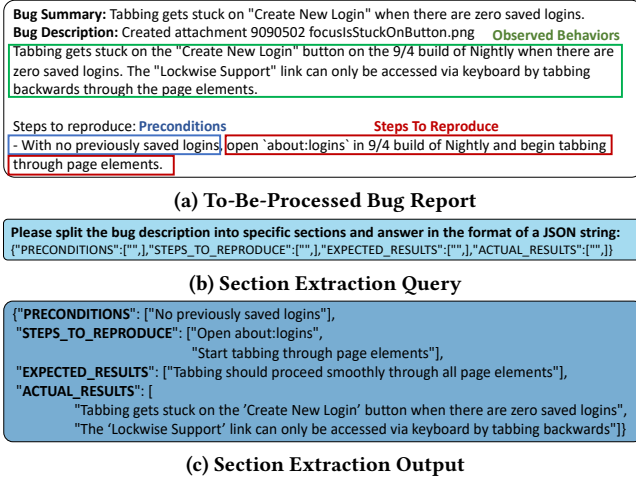 Bug Summary: Tabbing gets stuck on "Create New Login" when there are zero saved logins.
Bug Description: Created attachment 9090502 focusIsStuckOnButton.png Observed Behaviors
Tabbing gets stuck on the "Create New Login" button on the 9/4 build of Nightly when there are
zero saved logins. The "Lockwise Support" link can only be accessed via keyboard by tabbing
backwards through the page elements.
Steps to reproduce: Preconditions Steps To Reproduce
- With no previously saved logins, open `about:logins` in 9/4 build of Nightly and begin tabbing
through page elements.
(a) To-Be-Processed Bug Report
Please split the bug description into specific sections and answer in the format of a JSON string:
{"PRECONDITIONS":["",],"STEPS_TO_REPRODUCE":["",],"EXPECTED_RESULTS":["",],"ACTUAL_RESULTS":["",]}
(b) Section Extraction Query
{"PRECONDITIONS": ["No previously saved logins"],
"STEPS_TO_REPRODUCE": ["Open about:logins",
"Start tabbing through page elements"],
"EXPECTED_RESULTS": ["Tabbing should proceed smoothly through all page elements"],
"ACTUAL_RESULTS": [
"Tabbing gets stuck on the 'Create New Login' button when there are zero saved logins",
"The 'Lockwise Support' link can only be accessed via keyboard by tabbing backwards"]}
(c) Section Extraction Output